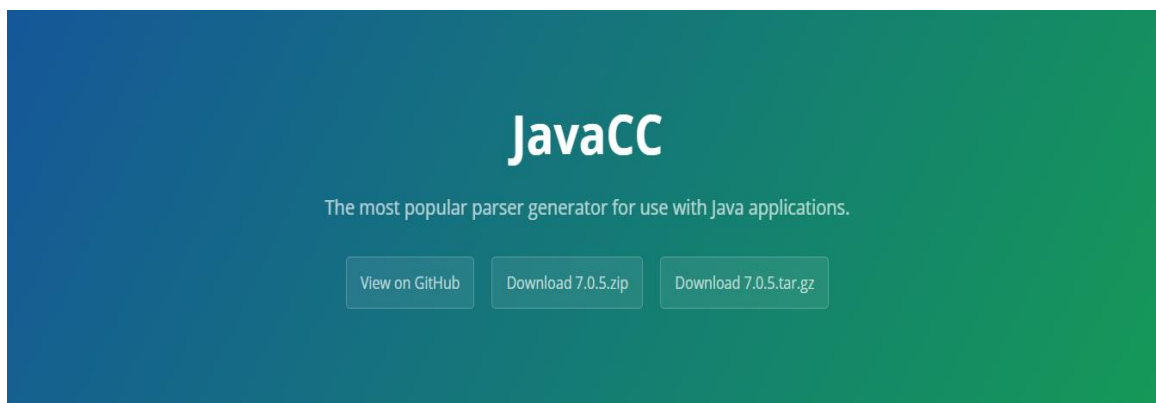 JavaCC
The most popular parser generator for use with Java applications.
View on GitHub Download 7.0.5.zip Download 7.0.5.tar.gz